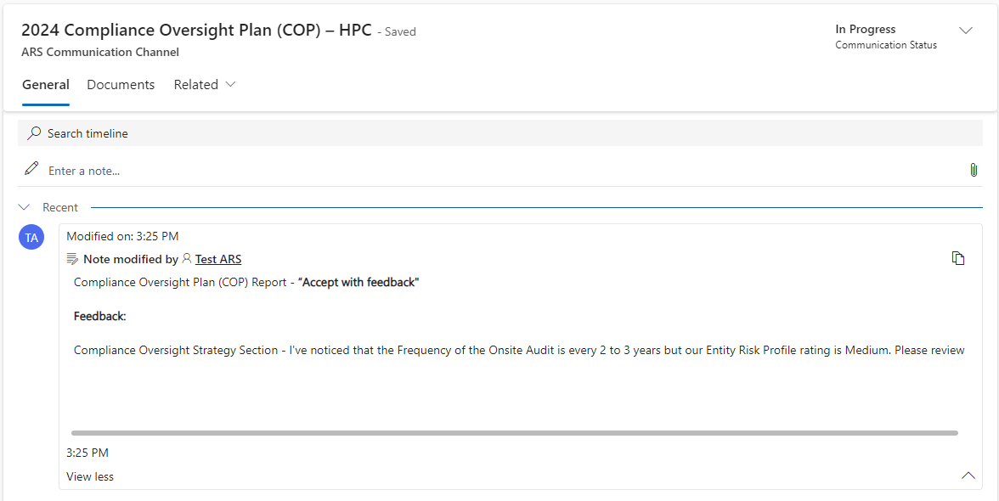 2024 Compliance Oversight Plan (COP) – HPC - Saved
ARS Communication Channel
In Progress
Communication Status
General Documents Related
Search timeline
Enter a note...
Recent
TA
Modified on: 3:25 PM
Note modified by Test ARS
Compliance Oversight Plan (COP) Report - “Accept with feedback"
Feedback:
Compliance Oversight Strategy Section - I've noticed that the Frequency of the Onsite Audit is every 2 to 3 years but our Entity Risk Profile rating is Medium. Please review
3:25 PM
View less